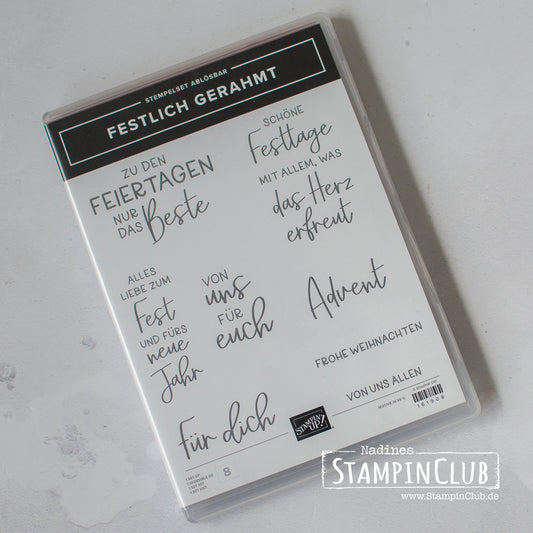 STEMPELSET ABLÖSBAR
FESTLICH GERAHMT
ZU DEN
FEIERTAGEN
NUR
DAS Beste
SCHÖNE
Festtage
MIT ALLEM, WAS
das Herz
erfreut
ALLES
LIEBE ZUM
Fest
UND FÜRS
neue
Jahr
VON
uns
FÜR
euch
Advent
FROHE WEIHNACHTEN
VON UNS ALLEN
Für dich
STAMPIN' UP!
8
161908
Nadines
STAMPINCLUB
www.StampinClub.de